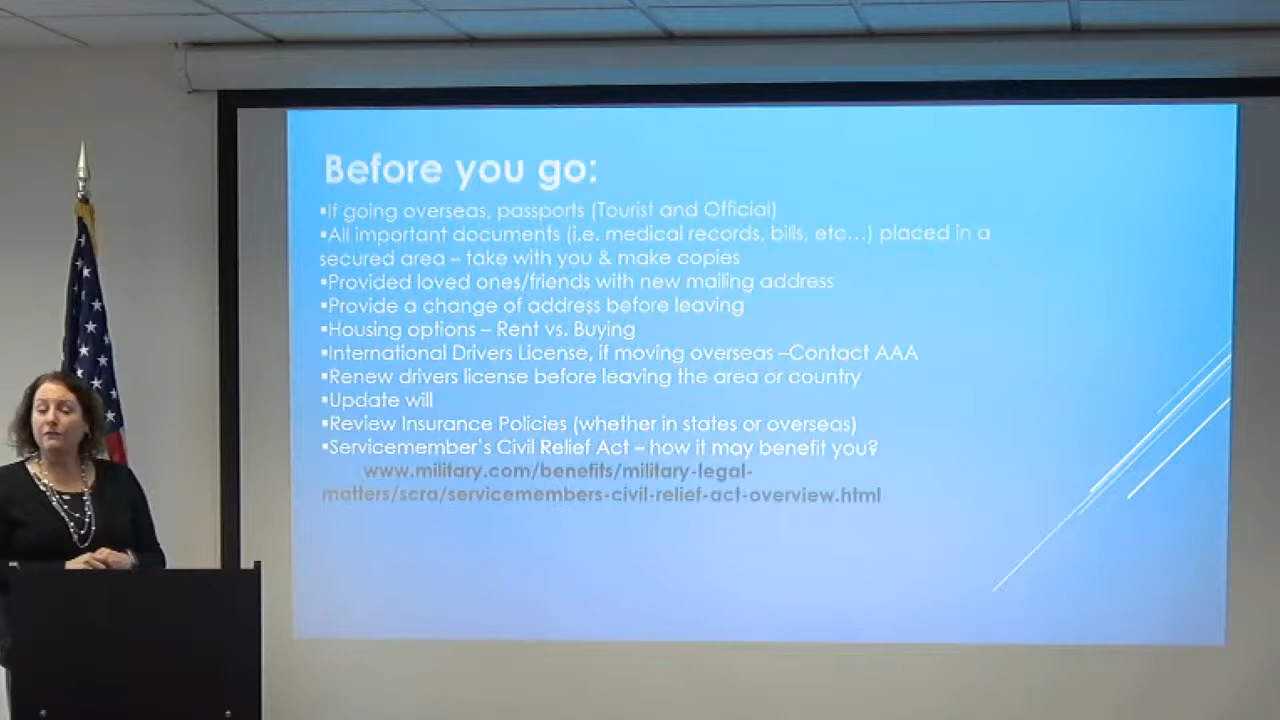 Before you go:
▪If going overseas, passports (Tourist and Official)
▪All important documents (i.e. medical records, bills, etc...) placed in a
secured area – take with you & make copies
▪Provided loved ones/friends with new mailing address
▪Provide a change of address before leaving
▪Housing options – Rent vs. Buying
▪International Drivers License, if moving overseas –Contact AAA
▪Renew drivers license before leaving the area or country
▪Update will
▪Review Insurance Policies (whether in states or overseas)
▪Servicemember's Civil Relief Act – how it may benefit you?
www.military.com/benefits/military-legal-
matters/scra/servicemembers-civil-relief-act-overview.html